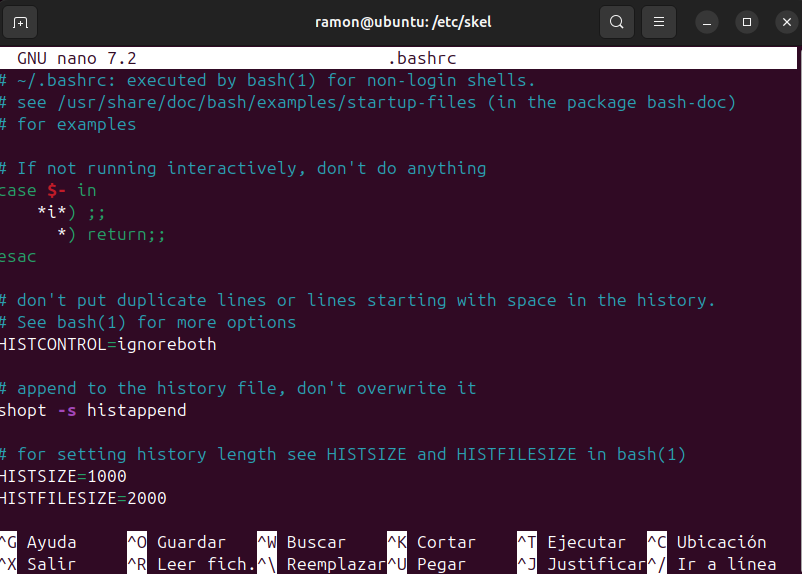 ramon@ubuntu: /etc/skel
GNU nano 7.2 .bashrc
# ~/.bashrc: executed by bash(1) for non-login shells.
# see /usr/share/doc/bash/examples/startup-files (in the package bash-doc)
# for examples
# If not running interactively, don't do anything
case $- in
    *i*) ;;
      *) return;;
esac
# don't put duplicate lines or lines starting with space in the history.
# See bash(1) for more options
HISTCONTROL=ignoreboth
# append to the history file, don't overwrite it
shopt -s histappend
# for setting history length see HISTSIZE and HISTFILESIZE in bash(1)
HISTSIZE=1000
HISTFILESIZE=2000
^G Ayuda ^O Guardar ^W Buscar ^K Cortar ^T Ejecutar ^C Ubicación
^X Salir ^R Leer fich. ^\ Reemplazar ^U Pegar ^J Justificar ^/ Ir a línea